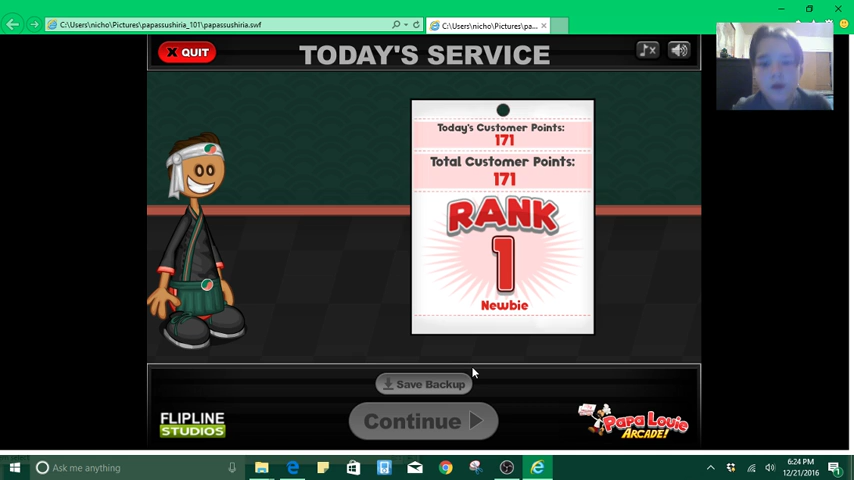 C:\Users\nicho\Pictures\papassushiria_101\papassushiria.swf
C:\Users\nicho\Pictures\pa...
X QUIT
TODAY'S SERVICE
Today's Customer Points:
171
Total Customer Points:
171
RANK
1
Newbie
Save Backup
Continue
FLIPLINE
STUDIOS
Papa Louie
ARCADE!
Ask me anything
6:24 PM
12/21/2016